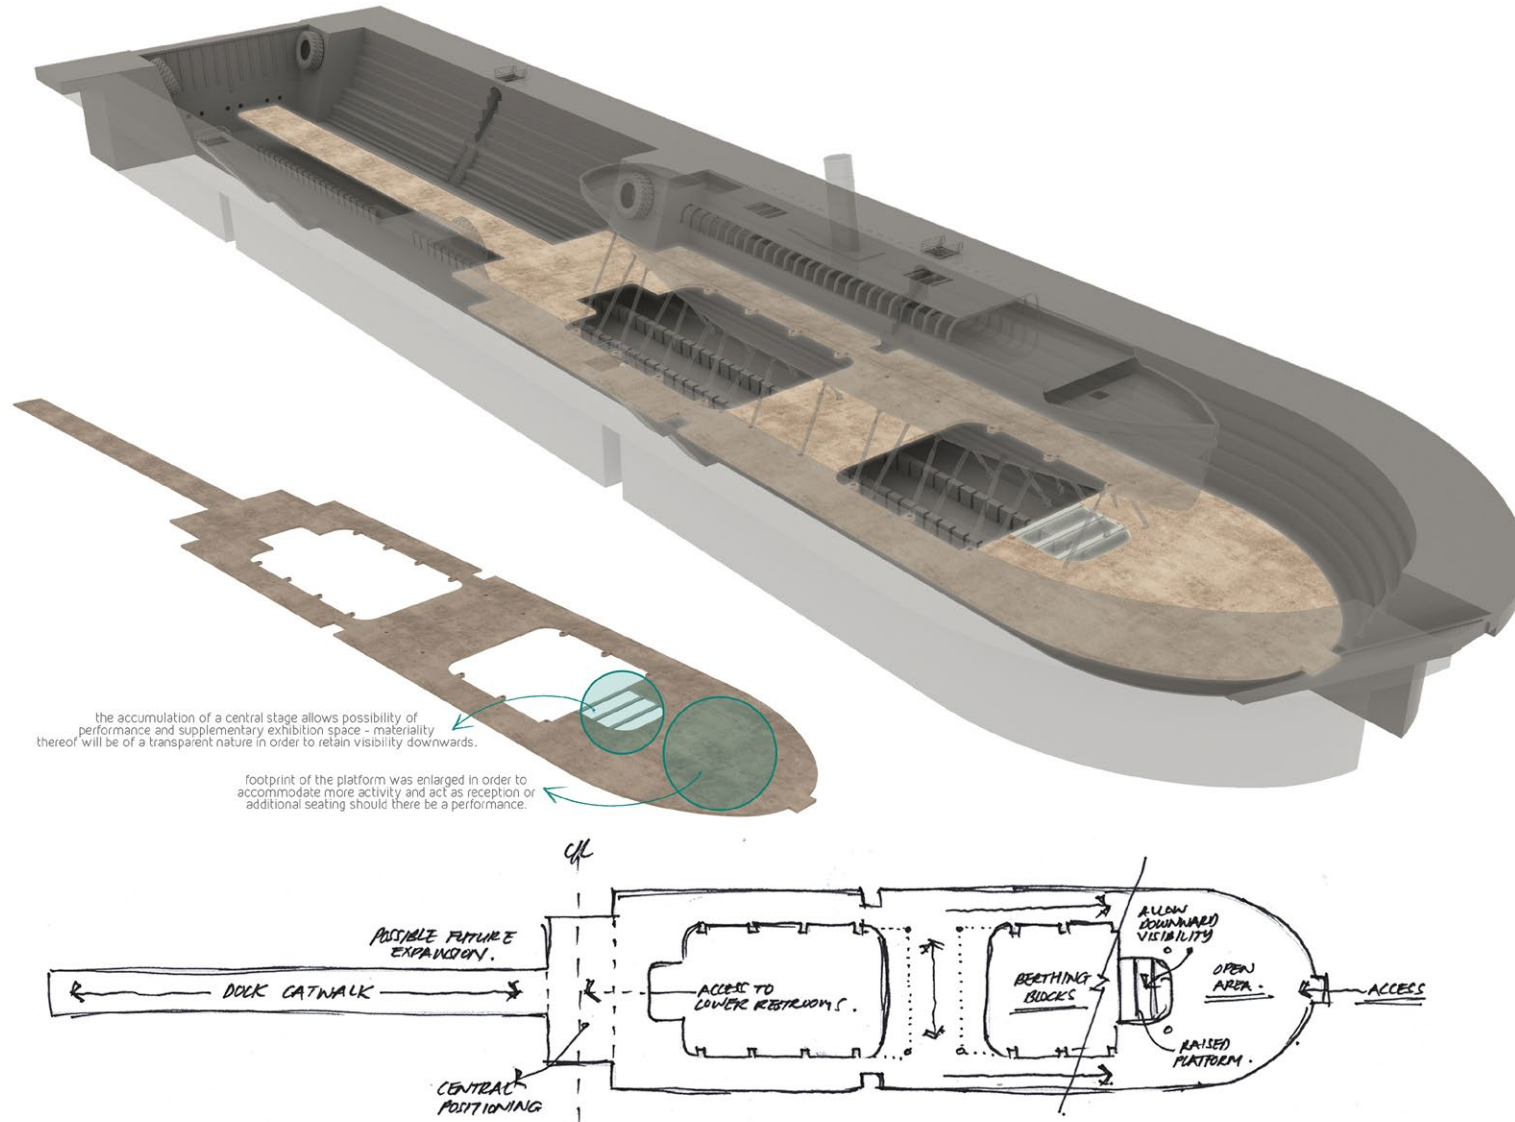 the accumulation of a central stage allows possibility of
performance and supplementary exhibition space - materiality
thereof will be of a transparent nature in order to retain visibility downwards.
footprint of the platform was enlarged in order to
accommodate more activity and act as reception or
additional seating should there be a performance.
C/L
POSSIBLE FUTURE
EXPANSION.
DOCK CATWALK
CENTRAL
POSITIONING
ACCESS TO
LOWER RESTROOMS.
BERTHING
BLOCKS
ALLOW
DOWNWARD
VISIBILITY
OPEN
AREA.
ACCESS
RAISED
PLATFORM.